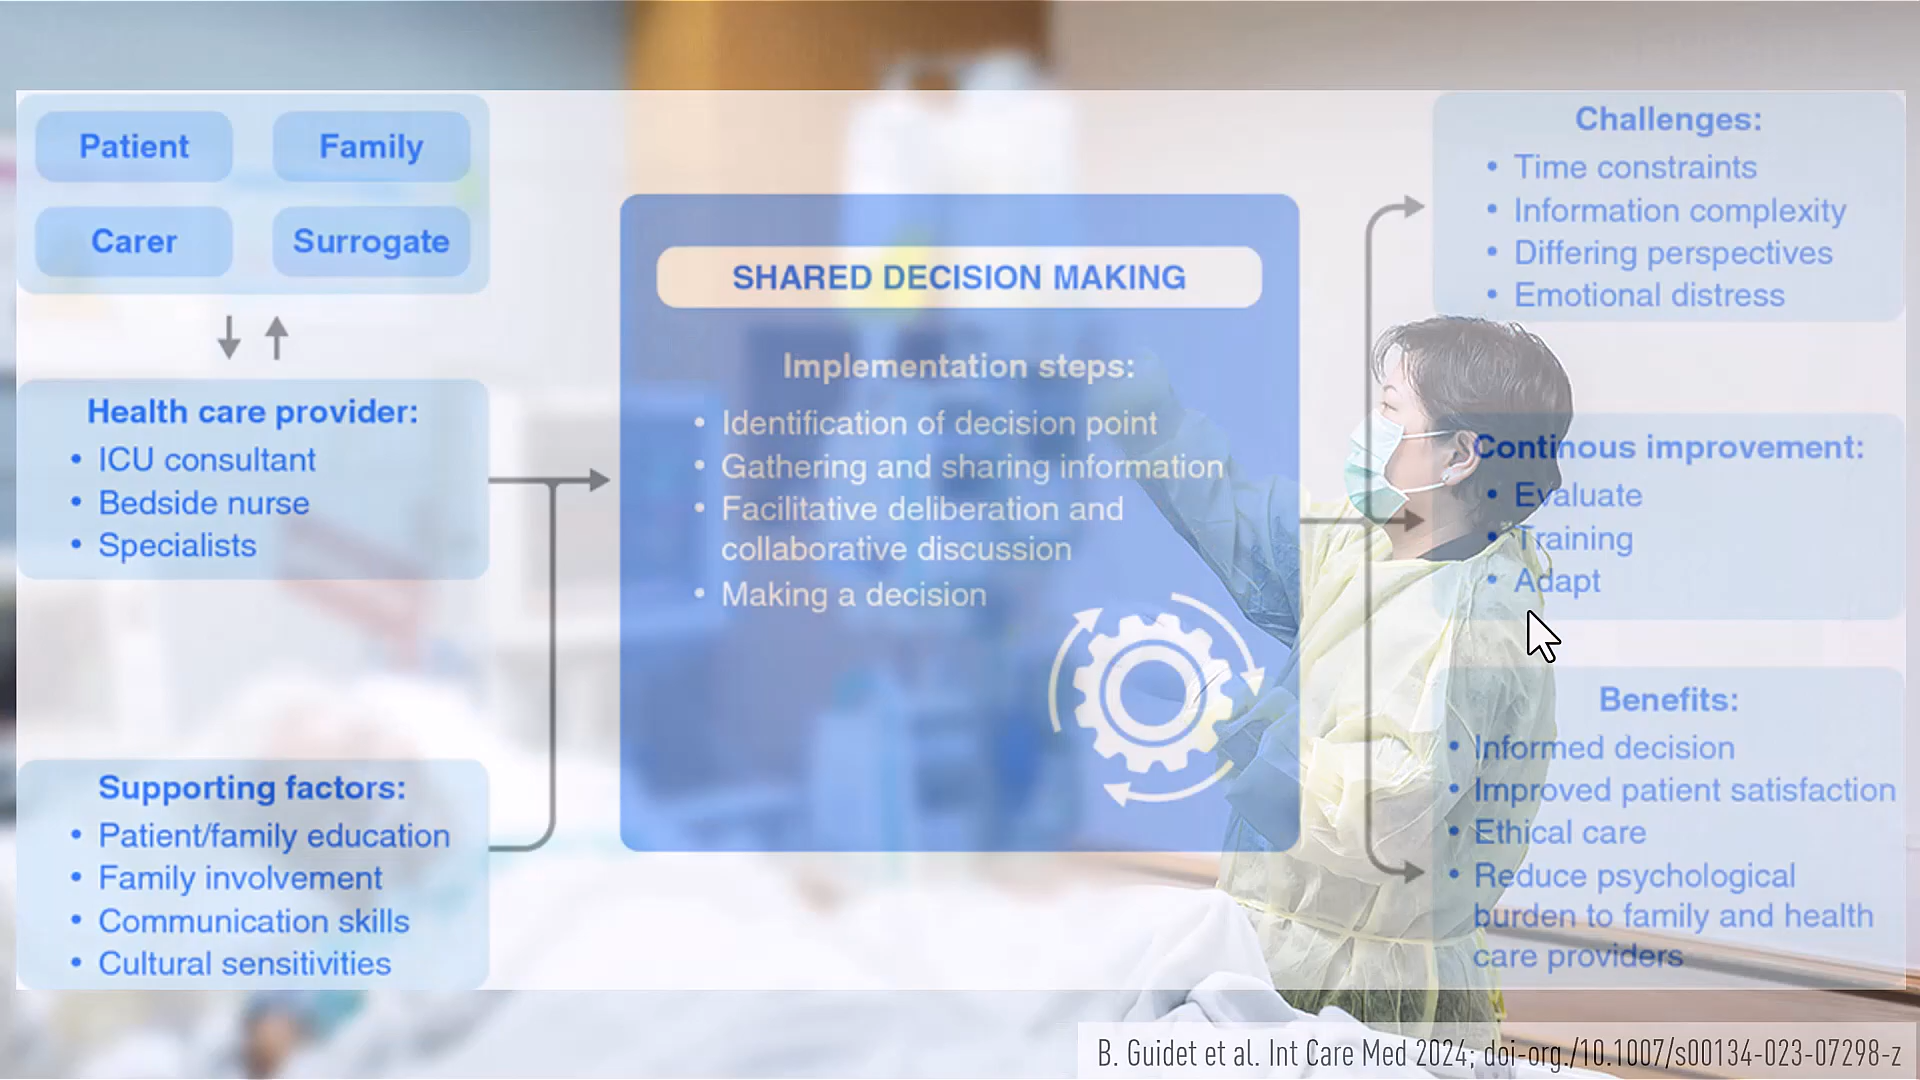 Patient
Family
Carer
Surrogate
Health care provider:
• ICU consultant
• Bedside nurse
• Specialists
Supporting factors:
• Patient/family education
• Family involvement
• Communication skills
• Cultural sensitivities
SHARED DECISION MAKING
Implementation steps:
• Identification of decision point
• Gathering and sharing information
• Facilitative deliberation and
collaborative discussion
• Making a decision
Challenges:
• Time constraints
• Information complexity
• Differing perspectives
• Emotional distress
Continous improvement:
• Evaluate
• Training
• Adapt
Benefits:
• Informed decision
• Improved patient satisfaction
• Ethical care
• Reduce psychological
burden to family and health
care providers
B. Guidet et al. Int Care Med 2024; doi-org./10.1007/s00134-023-07298-z